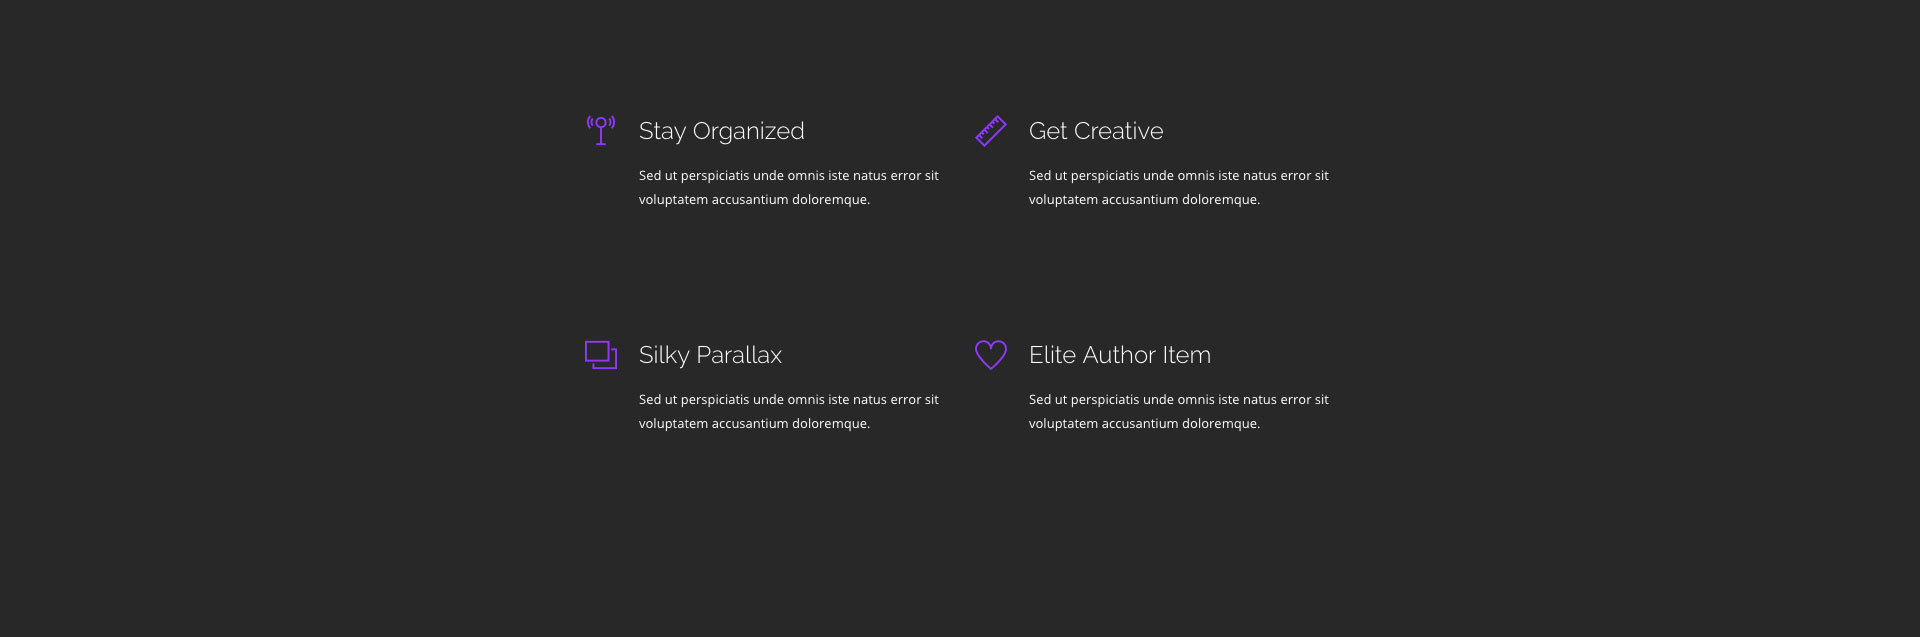 Stay Organized
Sed ut perspiciatis unde omnis iste natus error sit
voluptatem accusantium doloremque.
Get Creative
Sed ut perspiciatis unde omnis iste natus error sit
voluptatem accusantium doloremque.
Silky Parallax
Sed ut perspiciatis unde omnis iste natus error sit
voluptatem accusantium doloremque.
Elite Author Item
Sed ut perspiciatis unde omnis iste natus error sit
voluptatem accusantium doloremque.